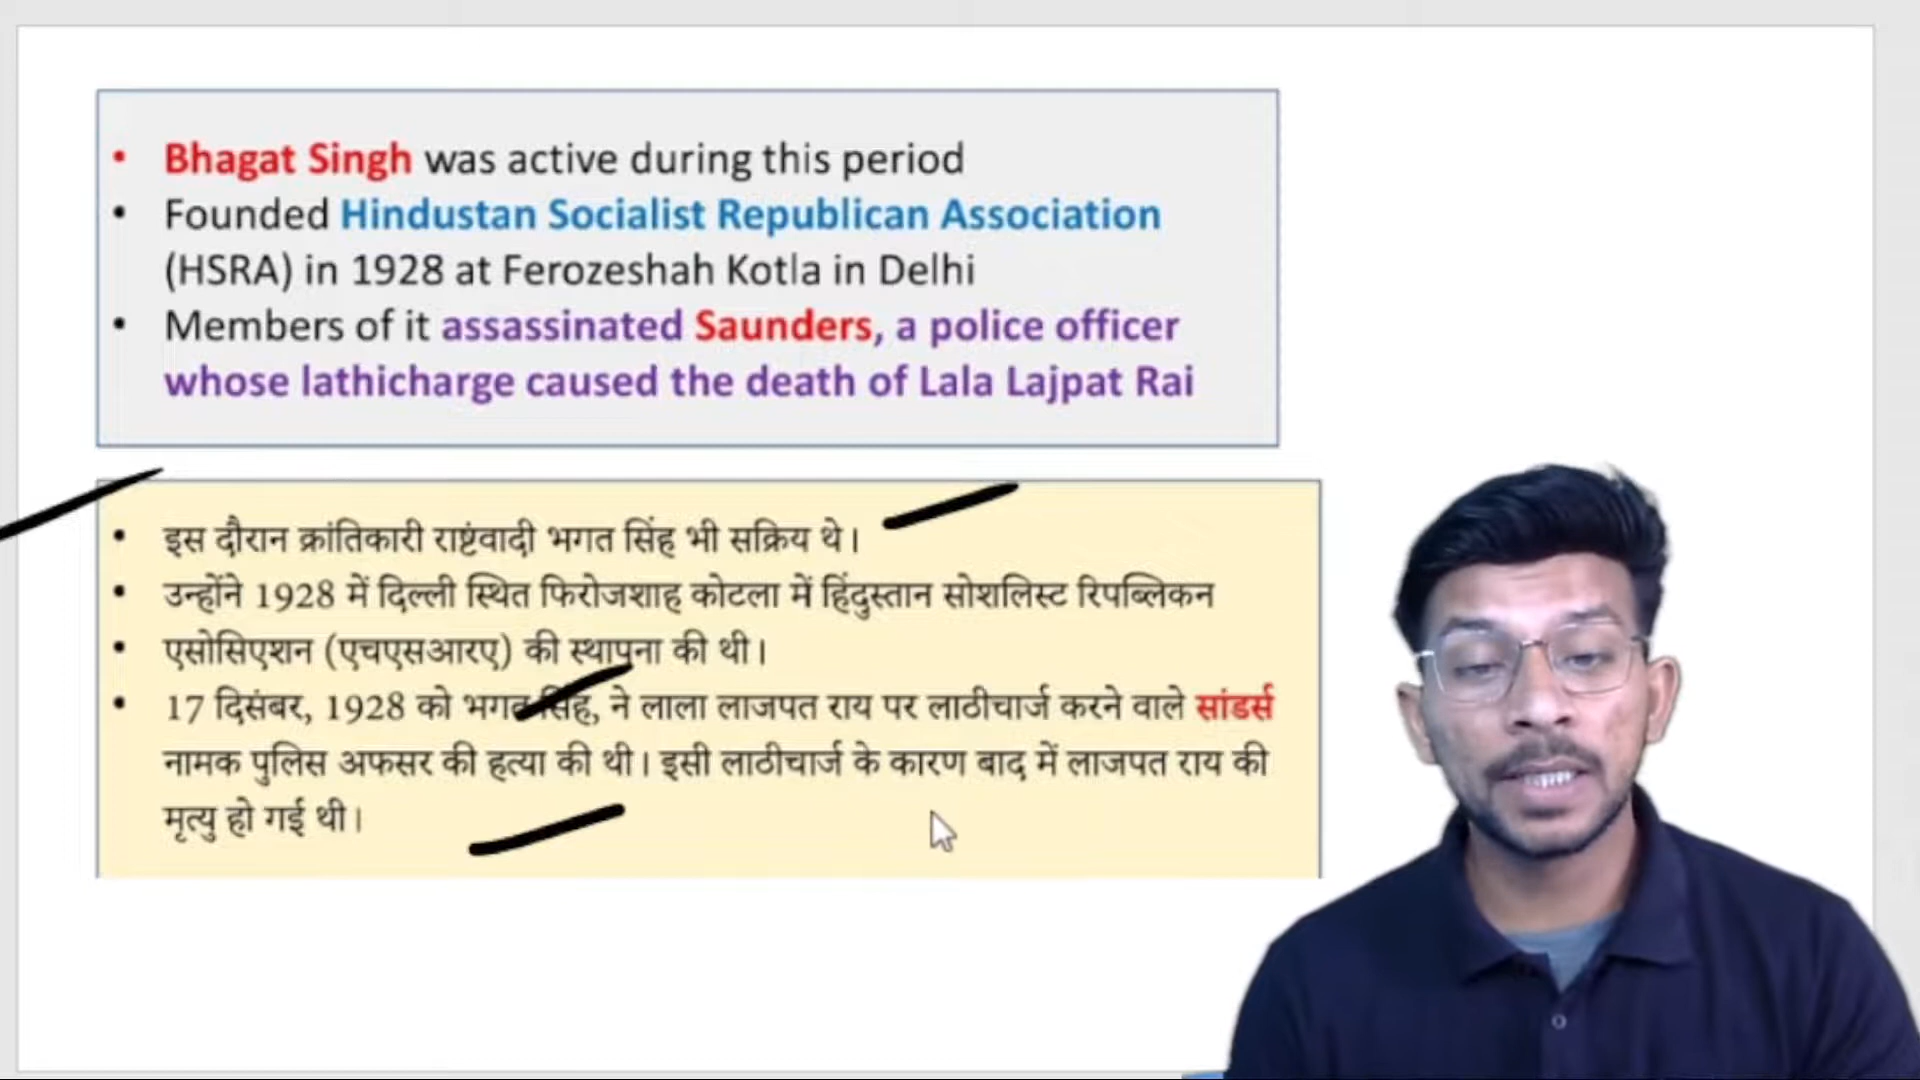 • Bhagat Singh was active during this period
• Founded Hindustan Socialist Republican Association
(HSRA) in 1928 at Ferozeshah Kotla in Delhi
• Members of it assassinated Saunders, a police officer
whose lathicharge caused the death of Lala Lajpat Rai
• इस दौरान क्रांतिकारी राष्टंवादी भगत सिंह भी सक्रिय थे।
• उन्होंने 1928 में दिल्ली स्थित फिरोजशाह कोटला में हिंदुस्तान सोशलिस्ट रिपब्लिकन
• एसोसिएशन (एचएसआरए) की स्थापना की थी।
• 17 दिसंबर, 1928 को भगत सिंह, ने लाला लाजपत राय पर लाठीचार्ज करने वाले सांडर्स
नामक पुलिस अफसर की हत्या की थी। इसी लाठीचार्ज के कारण बाद में लाजपत राय की
मृत्यु हो गई थी।